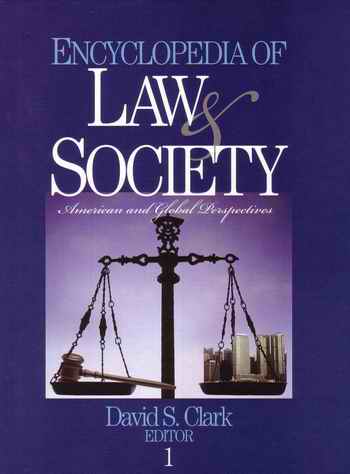 ENCYCLOPEDIA OF
LAW &
SOCIETY
American and Global Perspectives
David S. Clark
EDITOR
1